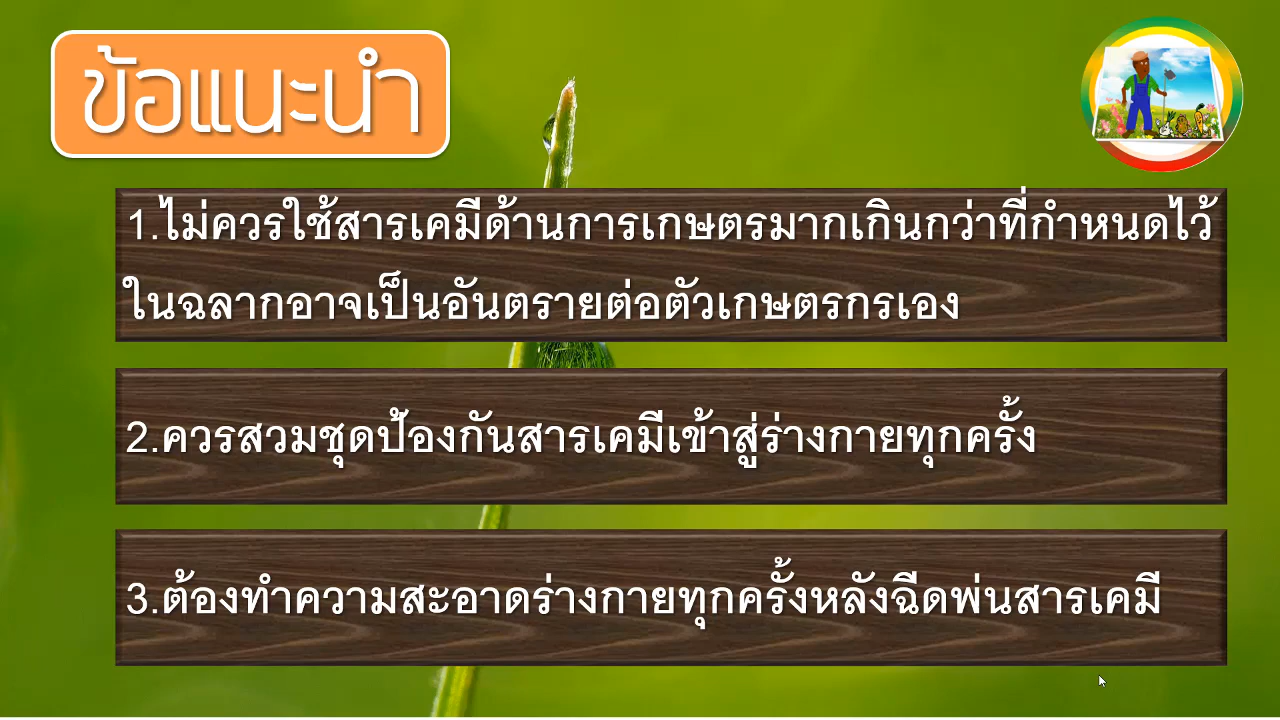 ข้อแนะนำ
1.ไม่ควรใช้สารเคมีด้านการเกษตรมากเกินกว่าที่กำหนดไว้
ในฉลากอาจเป็นอันตรายต่อตัวเกษตรกรเอง
2.ควรสวมชุดป้องกันสารเคมีเข้าสู่ร่างกายทุกครั้ง
3.ต้องทำความสะอาดร่างกายทุกครั้งหลังฉีดพ่นสารเคมี